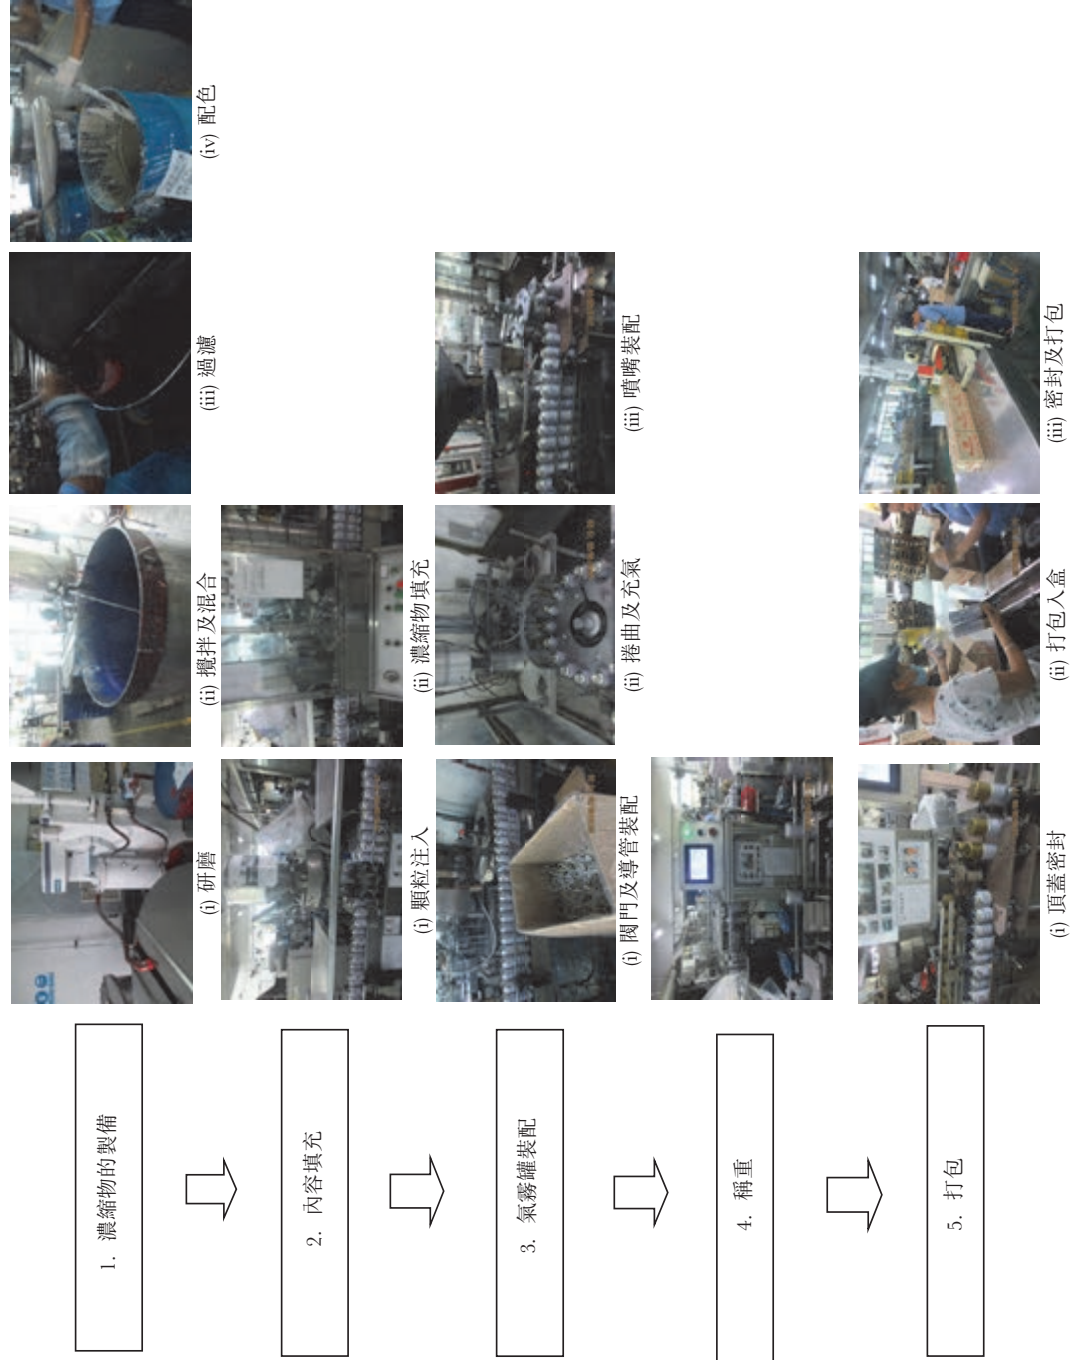 1. 濃縮物的製備
(i) 研磨
(ii) 攪拌及混合
(iii) 過濾
(iv) 配色
2. 內容填充
(i) 顆粒注入
(ii) 濃縮物填充
3. 氣霧罐裝配
(i) 閥門及導管裝配
(ii) 捲曲及充氣
(iii) 噴嘴裝配
4. 稱重
5. 打包
(i) 頂蓋密封
(ii) 打包入盒
(iii) 密封及打包